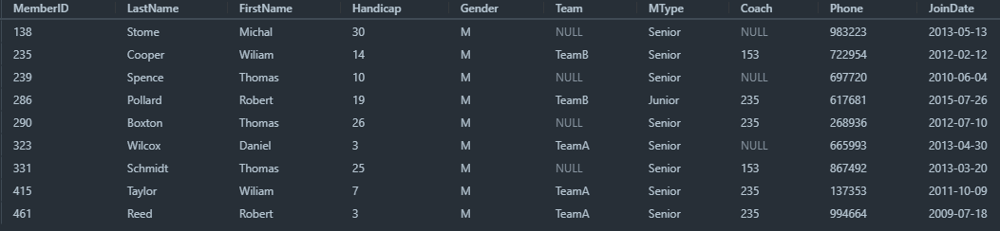 MemberID LastName FirstName Handicap Gender Team MType Coach Phone JoinDate
138 Stome Michal 30 M NULL Senior NULL 983223 2013-05-13
235 Cooper Wiliam 14 M TeamB Senior 153 722954 2012-02-12
239 Spence Thomas 10 M NULL Senior NULL 697720 2010-06-04
286 Pollard Robert 19 M TeamB Junior 235 617681 2015-07-26
290 Boxton Thomas 26 M NULL Senior 235 268936 2012-07-10
323 Wilcox Daniel 3 M TeamA Senior NULL 665993 2013-04-30
331 Schmidt Thomas 25 M NULL Senior 153 867492 2013-03-20
415 Taylor Wiliam 7 M TeamA Senior 235 137353 2011-10-09
461 Reed Robert 3 M TeamA Senior 235 994664 2009-07-18